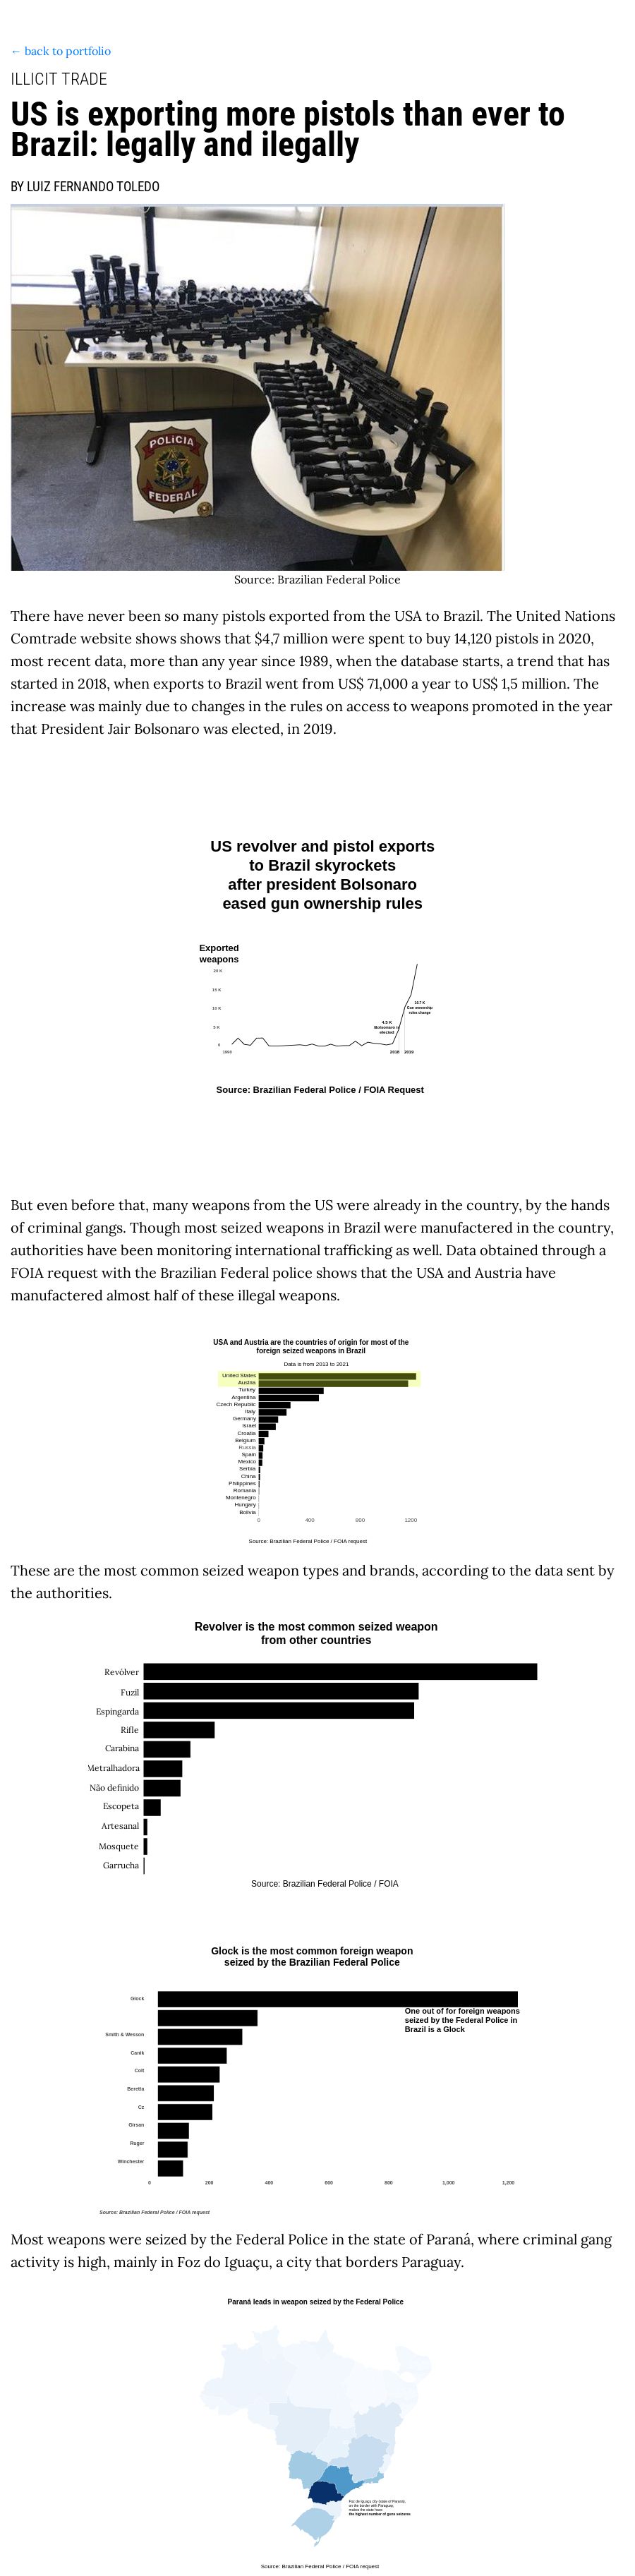 ← back to portfolio
ILLICIT TRADE
US is exporting more pistols than ever to
Brazil: legally and ilegally
BY LUIZ FERNANDO TOLEDO
POLÍCIA
FEDERAL
Source: Brazilian Federal Police
There have never been so many pistols exported from the USA to Brazil. The United Nations
Comtrade website shows shows that $4,7 million were spent to buy 14,120 pistols in 2020,
most recent data, more than any year since 1989, when the database starts, a trend that has
started in 2018, when exports to Brazil went from US$ 71,000 a year to US$ 1,5 million. The
increase was mainly due to changes in the rules on access to weapons promoted in the year
that President Jair Bolsonaro was elected, in 2019.
US revolver and pistol exports
to Brazil skyrockets
after president Bolsonaro
eased gun ownership rules
Exported
weapons
20 K
15 K
10 K
5 K
0
10.7 K
Gun ownership
rules change
4.3 K
Bolsonaro is
elected
1990
2018
2019
Source: Brazilian Federal Police / FOIA Request
But even before that, many weapons from the US were already in the country, by the hands
of criminal gangs. Though most seized weapons in Brazil were manufactured in the country,
authorities have been monitoring international trafficking as well. Data obtained through a
FOIA request with the Brazilian Federal police shows that the USA and Austria have
manufactured almost half of these illegal weapons.
USA and Austria are the countries of origin for most of the
foreign seized weapons in Brazil
Data is from 2013 to 2021
United States
Austria
Turkey
Argentina
Czech Republic
Italy
Germany
Israel
Croatia
Belgium
Russia
Spain
Mexico
Serbia
China
Philippines
Romania
Montenegro
Hungary
Bolivia
0 400 800 1200
Source: Brazilian Federal Police / FOIA request
These are the most common seized weapon types and brands, according to the data sent by
the authorities.
Revolver is the most common seized weapon
from other countries
Revólver
Fuzil
Espingarda
Rifle
Carabina
Metralhadora
Não definido
Escopeta
Artesanal
Mosquete
Garrucha
Source: Brazilian Federal Police / FOIA
Glock is the most common foreign weapon
seized by the Brazilian Federal Police
Glock
One out of for foreign weapons
seized by the Federal Police in
Brazil is a Glock
Smith & Wesson
Canik
Colt
Beretta
Cz
Girsan
Ruger
Winchester
0 200 400 600 800 1,000 1,200
Source: Brazilian Federal Police / FOIA request
Most weapons were seized by the Federal Police in the state of Paraná, where criminal gang
activity is high, mainly in Foz do Iguaçu, a city that borders Paraguay.
Paraná leads in weapon seized by the Federal Police
Foz de Iguaçu city (state of Paraná),
on the border with Paraguay,
makes the state have
the highest number of guns seizures
Source: Brazilian Federal Police / FOIA request